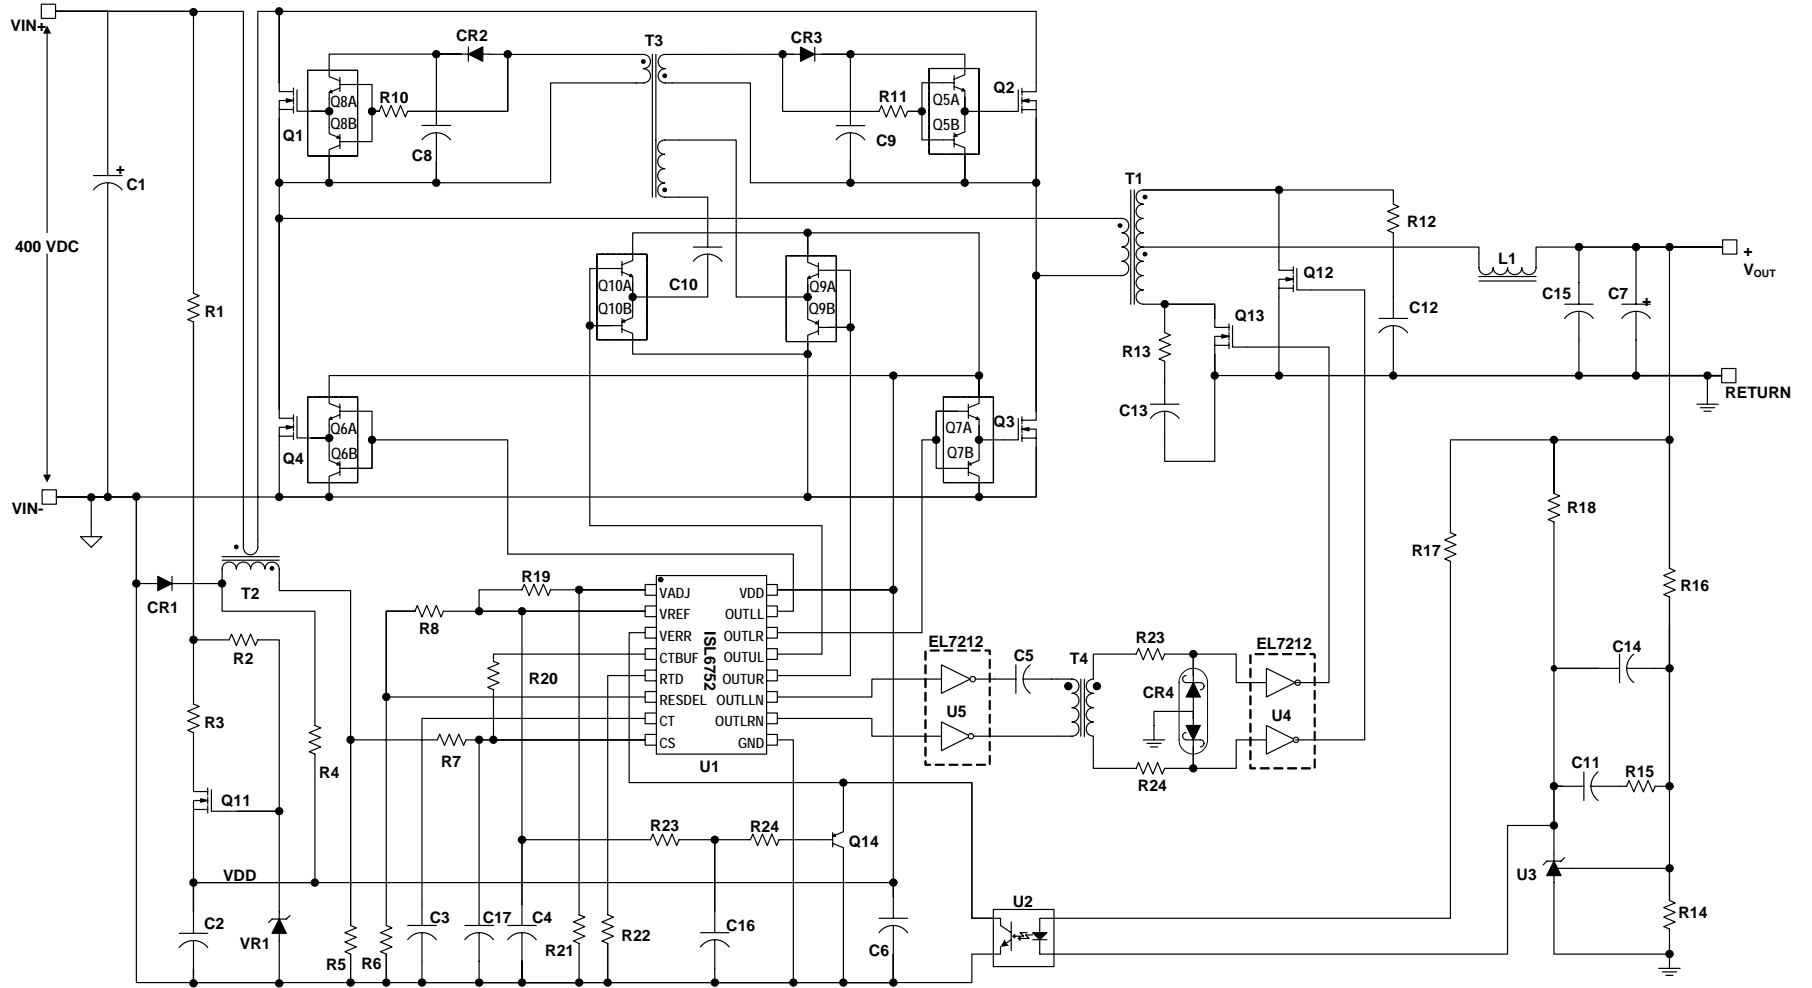 VIN+
400 VDC
VIN-
C1
R1
CR2
T3
CR3
Q8A
Q8B
R10
Q1
C8
R11
C9
Q5A
Q5B
Q2
T1
R12
Q12
L1
+
VOUT
C15
C7
C12
Q13
R13
C13
RETURN
Q10A
Q10B
C10
Q9A
Q9B
Q6A
Q6B
Q4
Q7A
Q7B
Q3
R18
R17
R16
CR1
T2
R2
R3
R4
Q11
R19
R8
R20
R7
VADJ
VREF
VERR
CTBUF
RTD
RESDEL
CT
CS
ISL6752
VDD
OUTLL
OUTLR
OUTUL
OUTUR
OUTLLN
OUTLRN
GND
U1
EL7212
U5
C5
T4
R23
CR4
R24
EL7212
U4
C14
C11
R15
U3
R14
R23
R24
Q14
VDD
C2
VR1
R5
R6
C3
C17
C4
R21
R22
C16
C6
U2